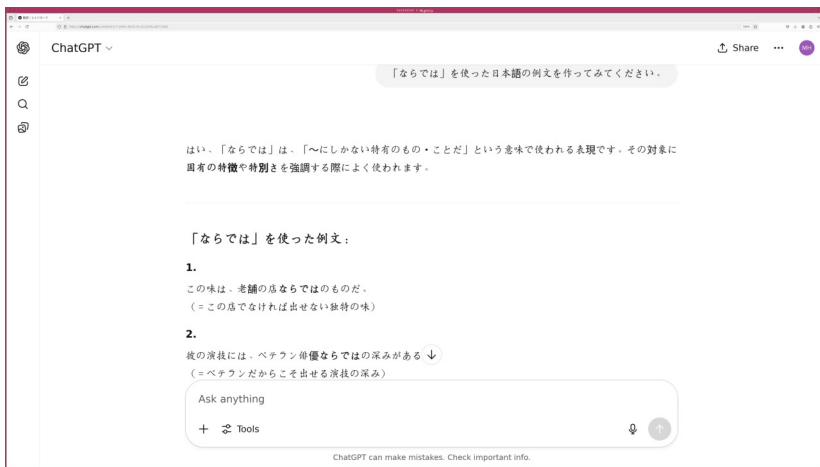 ChatGPT
Share
MH
「ならでは」を使った日本語の例文を作ってみてください。
はい、「ならでは」は、「〜にしかない特有のもの・ことだ」という意味で使われる表現です。その対象に
固有の特徴や特別さを強調する際によく使われます。
「ならでは」を使った例文：
1.
この味は、老舗の店ならではのものだ。
（＝この店でなければ出せない独特の味）
2.
彼の演技には、ベテラン俳優ならではの深みがある
（＝ベテランだからこそ出せる演技の深み）
Ask anything
Tools
ChatGPT can make mistakes. Check important info.